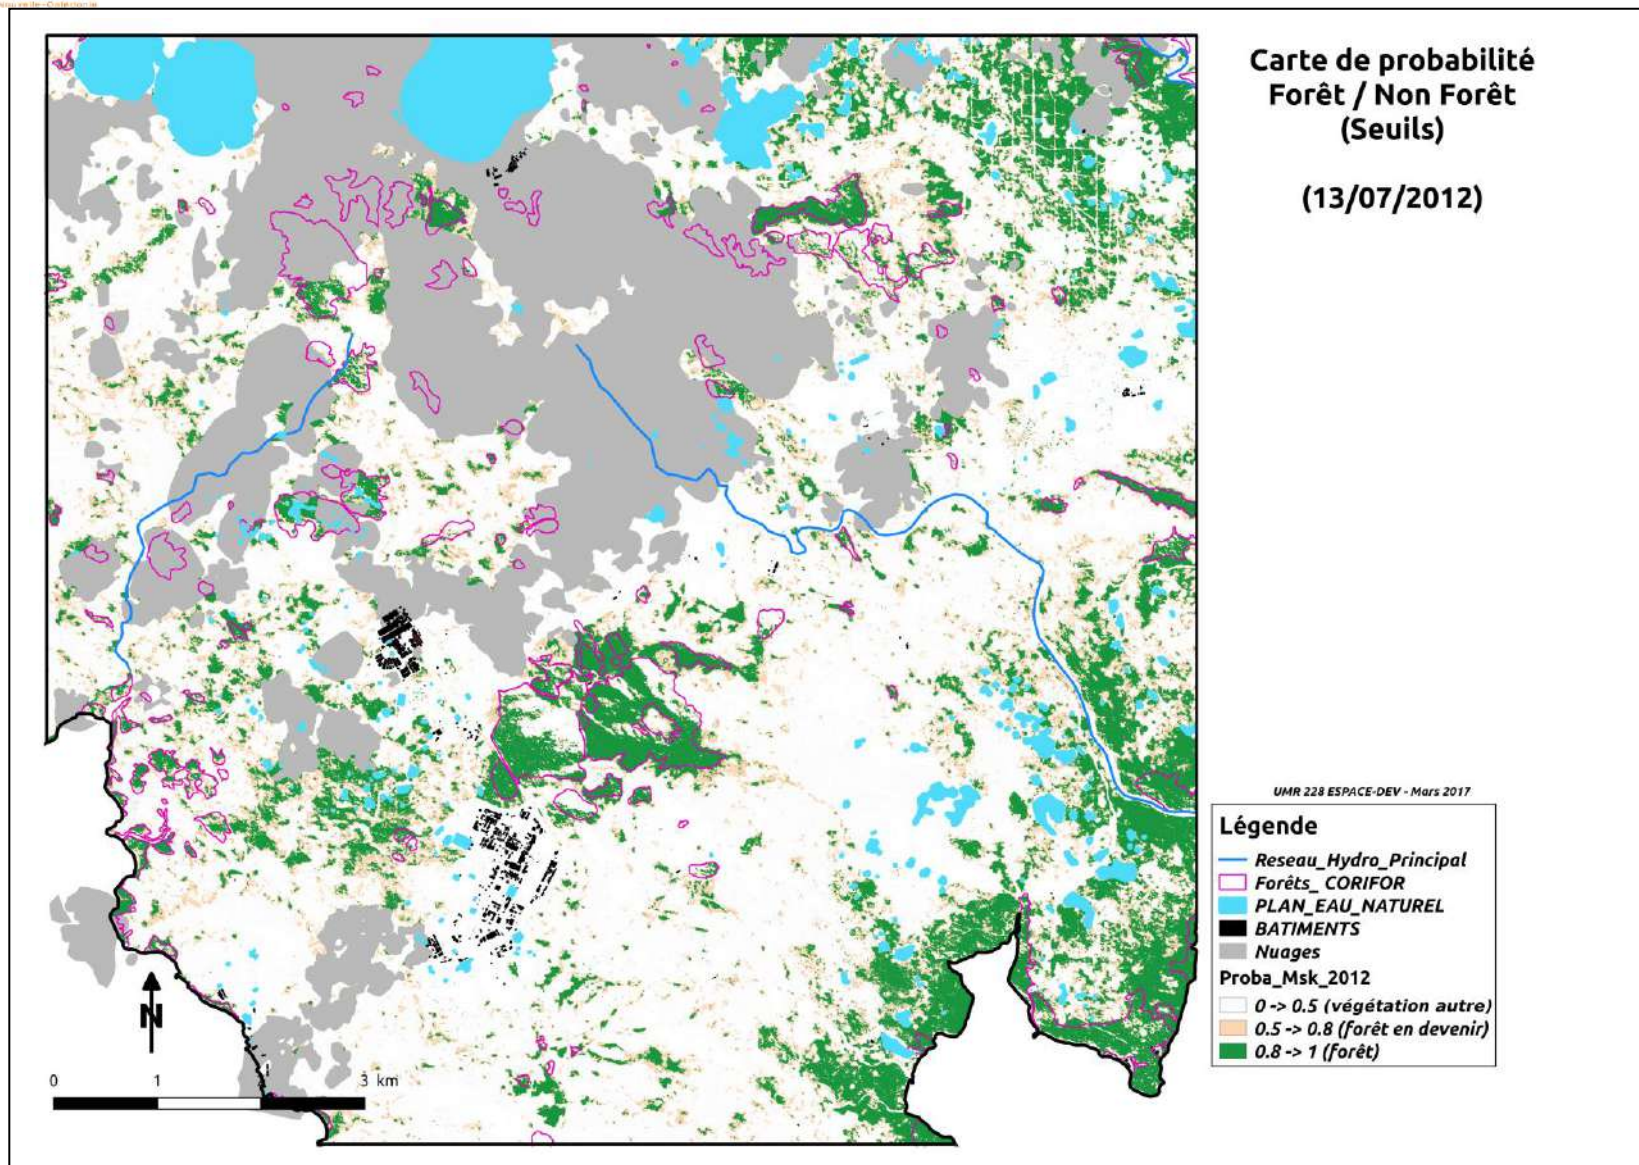 Nouvelle-Calédonie
Carte de probabilité
Forêt / Non Forêt
(Seuils)
(13/07/2012)
UMR 228 ESPACE-DEV - Mars 2017
Légende
Reseau_Hydro_Principal
Forêts_ CORIFOR
PLAN_EAU_NATUREL
BATIMENTS
Nuages
Proba_Msk_2012
0 -> 0.5 (végétation autre)
0.5 -> 0.8 (forêt en devenir)
0.8 -> 1 (forêt)
N
0 1 3 km